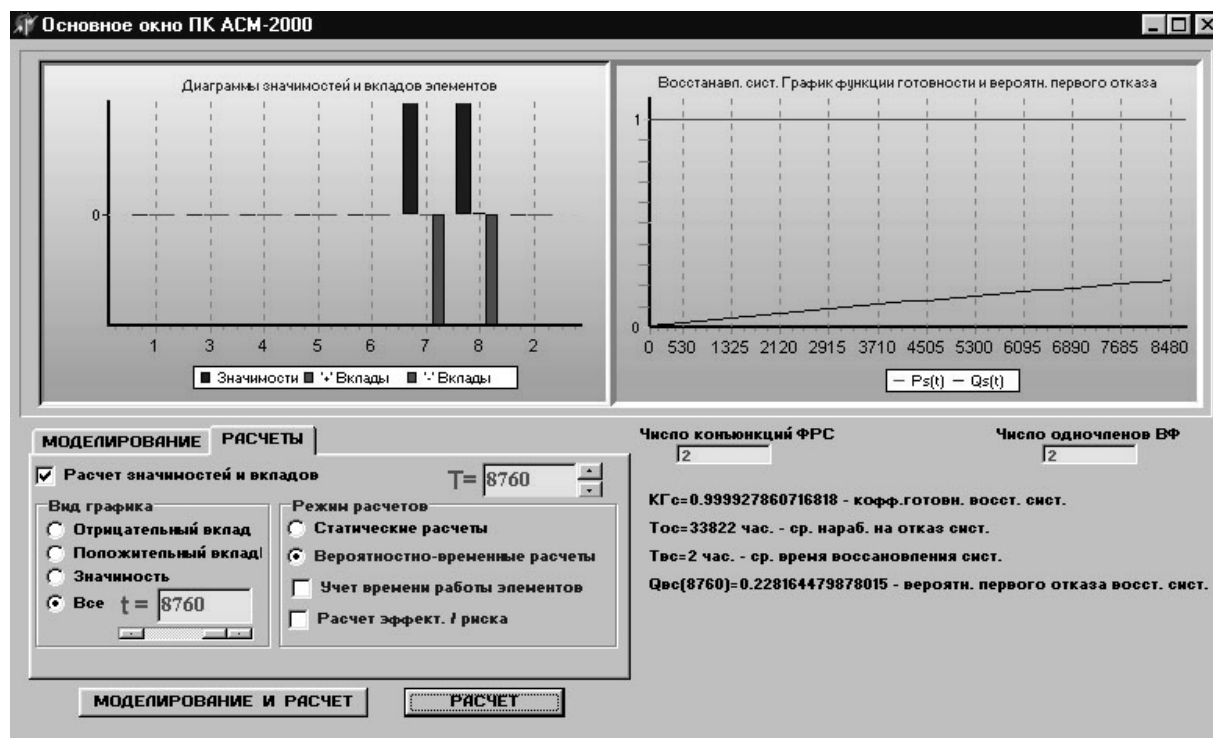 Основное окно ПК АСМ-2000
Диаграммы значимостей и вкладов элементов
0
1 3 4 5 6 7 8 2
Значимости '+' Вклады '-' Вклады
Восстанавл. сист. График функции готовности и вероятн. первого отказа
1
0
0 530 1325 2120 2915 3710 4505 5300 6095 6890 7685 8480
Ps(t) Qs(t)
МОДЕЛИРОВАНИЕ РАСЧЕТЫ
Расчет значимостей и вкладов
T= 8760
Вид графика
Отрицательный вклад
Положительный вклад
Значимость
Все t = 8760
Режим расчетов
Статические расчеты
Вероятностно-временные расчеты
Учет времени работы элементов
Расчет эффект. / риска
МОДЕЛИРОВАНИЕ И РАСЧЕТ
РАСЧЕТ
Число конъюнкций ФРС
2
Число одночленов ВФ
2
КГс=0.999927860716818 - кофф.готовн. восст. сист.
Тос=33822 час. - ср. нараб. на отказ сист.
Твс=2 час. - ср. время воссановления сист.
Qвс(8760)=0.228164479878015 - вероятн. первого отказа восст. сист.